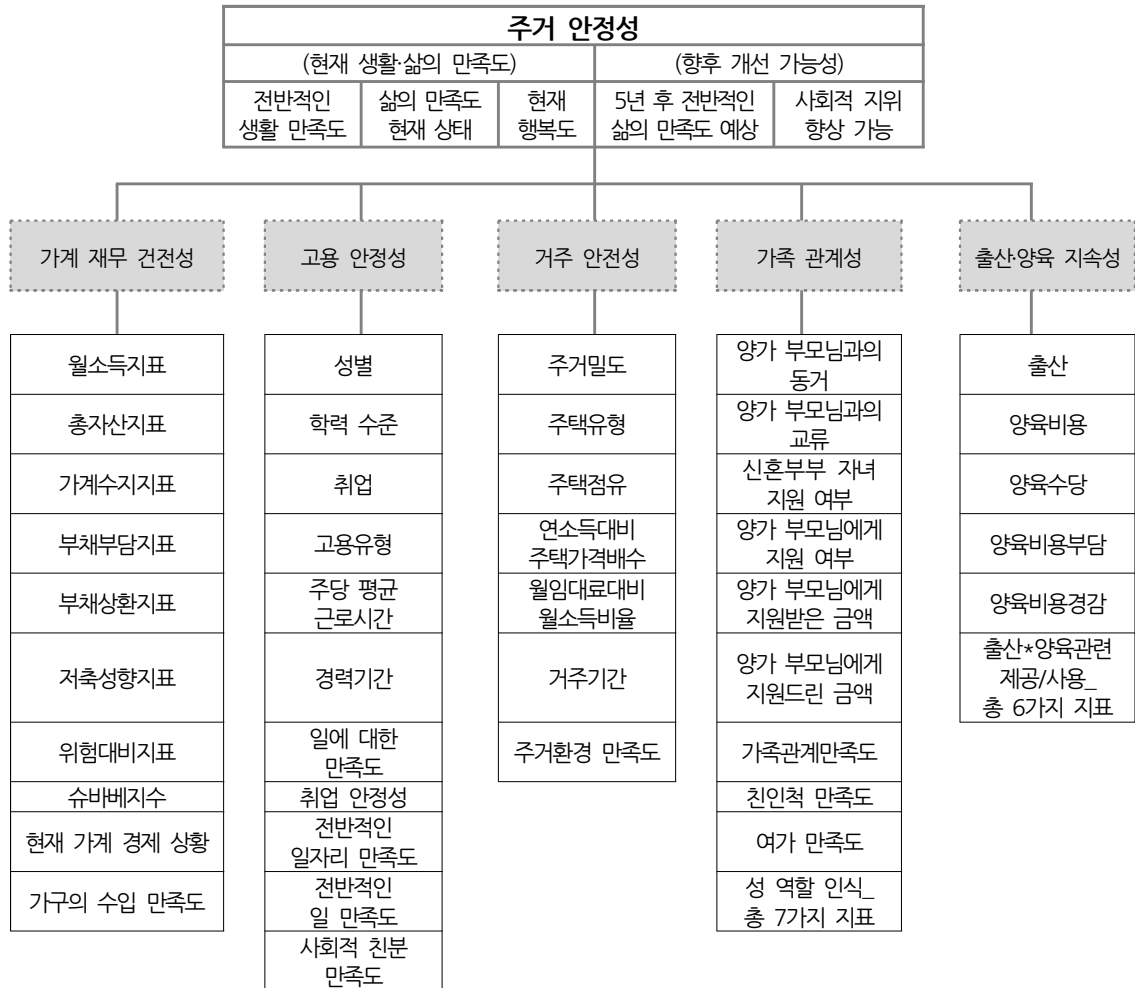 주거 안정성
(현재 생활·삶의 만족도)
(향후 개선 가능성)
전반적인
생활 만족도
삶의 만족도
현재 상태
현재
행복도
5년 후 전반적인
삶의 만족도 예상
사회적 지위
향상 가능
가계 재무 건전성
고용 안정성
거주 안전성
가족 관계성
출산·양육 지속성
월소득지표
총자산지표
가계수지지표
부채부담지표
부채상환지표
저축성향지표
위험대비지표
슈바베지수
현재 가계 경제 상황
가구의 수입 만족도
성별
학력 수준
취업
고용유형
주당 평균
근로시간
경력기간
일에 대한
만족도
취업 안정성
전반적인
일자리 만족도
전반적인
일 만족도
사회적 친분
만족도
주거밀도
주택유형
주택점유
연소득대비
주택가격배수
월임대료대비
월소득비율
거주기간
주거환경 만족도
양가 부모님과의
동거
양가 부모님과의
교류
신혼부부 자녀
지원 여부
양가 부모님에게
지원 여부
양가 부모님에게
지원받은 금액
양가 부모님에게
지원드린 금액
가족관계만족도
친인척 만족도
여가 만족도
성 역할 인식_
총 7가지 지표
출산
양육비용
양육수당
양육비용부담
양육비용경감
출산*양육관련
제공/사용_
총 6가지 지표